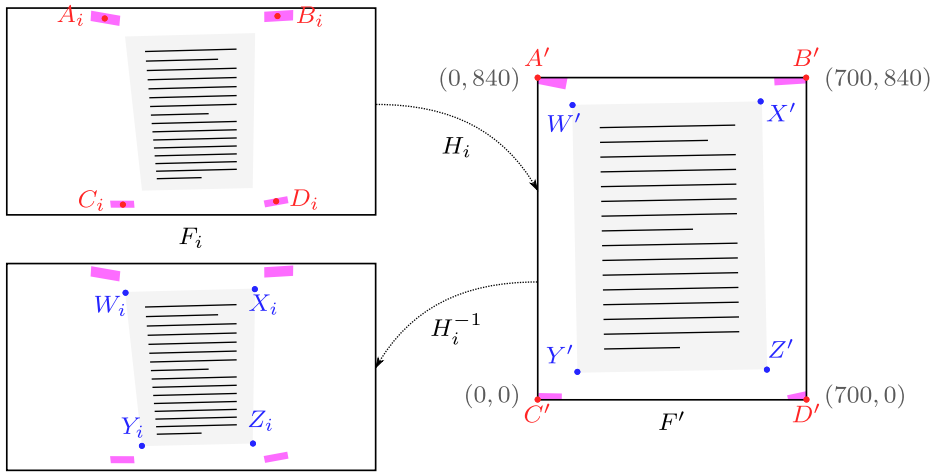 A_i B_i
C_i D_i
F_i
W_i X_i
Y_i Z_i
H_i
H_i^{-1}
A′ B′
(0, 840) (700, 840)
W′ X′
Y′ Z′
(0, 0) (700, 0)
C′ D′
F′